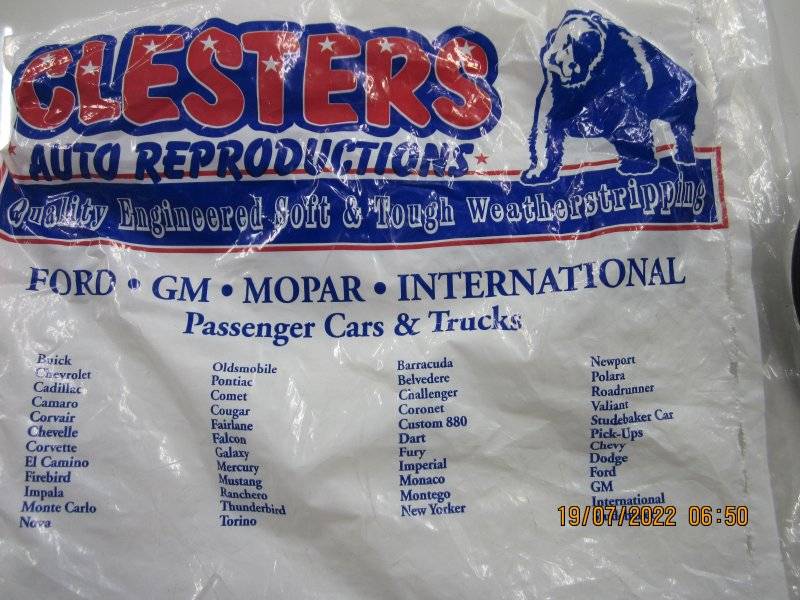 CLESTERS
AUTO REPRODUCTIONS
Quality Engineered Soft & Tough Weatherstripping
FORD • GM • MOPAR • INTERNATIONAL
Passenger Cars & Trucks
Buick
Chevrolet
Cadillac
Camaro
Corvair
Chevelle
Corvette
El Camino
Firebird
Impala
Monte Carlo
Nova
Oldsmobile
Pontiac
Comet
Cougar
Fairlane
Falcon
Galaxy
Mercury
Mustang
Ranchero
Thunderbird
Torino
Barracuda
Belvedere
Challenger
Coronet
Custom 880
Dart
Fury
Imperial
Monaco
Montego
New Yorker
Newport
Polara
Roadrunner
Valiant
Studebaker Car
Pick-Ups
Chevy
Dodge
Ford
GM
International
19/07/2022 06:50